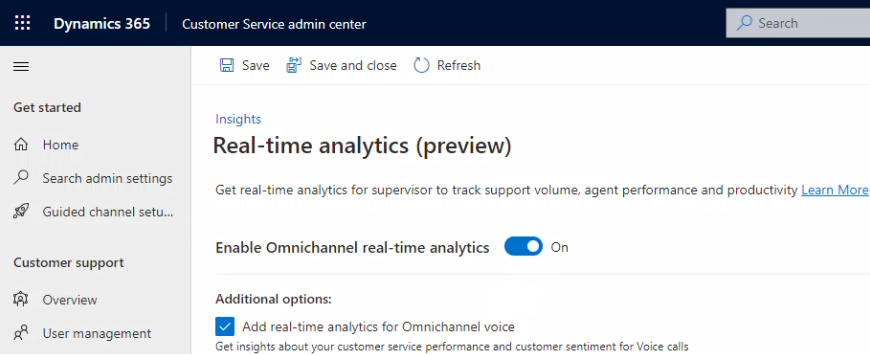 Dynamics 365 Customer Service admin center Search
Save Save and close Refresh
Get started
Home
Search admin settings
Guided channel setu...
Customer support
Overview
User management
Insights
Real-time analytics (preview)
Get real-time analytics for supervisor to track support volume, agent performance and productivity Learn More
Enable Omnichannel real-time analytics On
Additional options:
Add real-time analytics for Omnichannel voice
Get insights about your customer service performance and customer sentiment for Voice calls